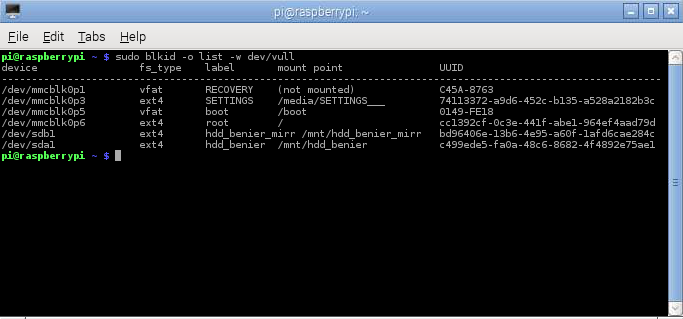 pi@raspberrypi: ~
File Edit Tabs Help
pi@raspberrypi ~ $ sudo blkid -o list -w dev/vull
device fs_type label mount point UUID
--------------------------------------------------------------------------------
/dev/mmcblk0p1 vfat RECOVERY (not mounted) C45A-8763
/dev/mmcblk0p3 ext4 SETTINGS /media/SETTINGS___ 74113372-a9d6-452c-b135-a528a2182b3c
/dev/mmcblk0p5 vfat boot /boot 0149-FE18
/dev/mmcblk0p6 ext4 root / cc1392cf-0c3e-441f-abe1-964ef4aad79d
/dev/sdb1 ext4 hdd_benier_mirr /mnt/hdd_benier_mirr bd96406e-13b6-4e95-a60f-1afd6cae284c
/dev/sda1 ext4 hdd_benier /mnt/hdd_benier c499ede5-fa0a-48c6-8682-4f4892e75ae1
pi@raspberrypi ~ $